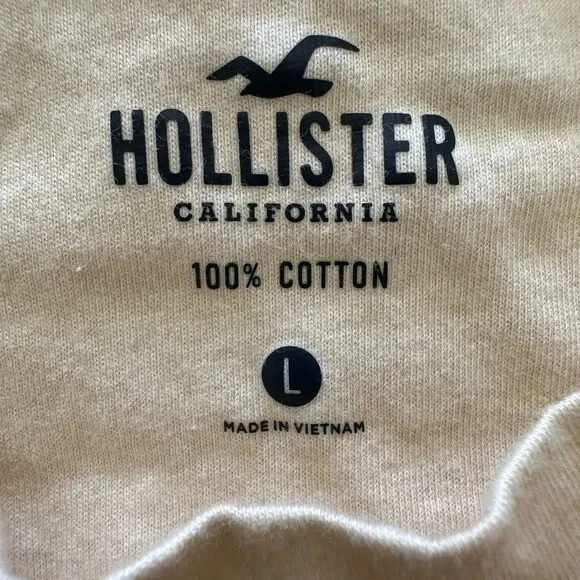 HOLLISTER
CALIFORNIA
100% COTTON
L
MADE IN VIETNAM